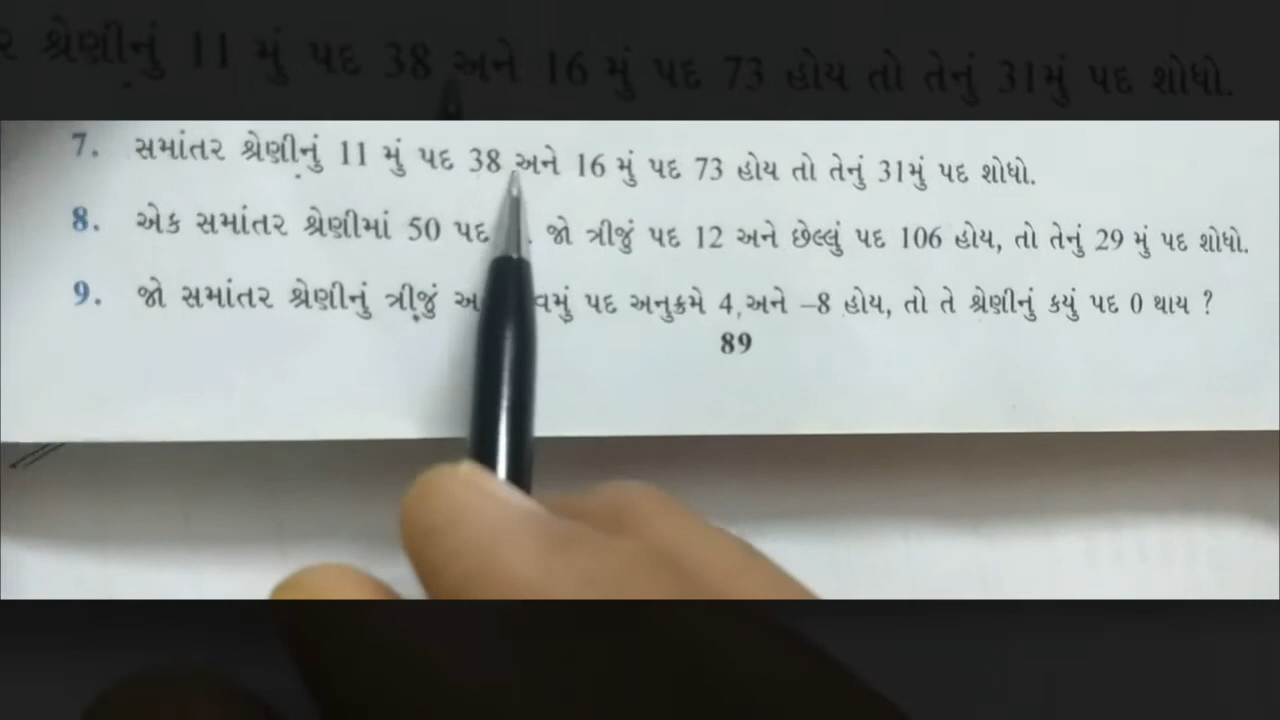 શ્રેણીનું 11 મું પદ 38 અને 16 મું પદ 73 હોય તો તેનું 31મું પદ શોધો.
7. સમાંતર શ્રેણીનું 11 મું પદ 38 અને 16 મું પદ 73 હોય તો તેનું 31મું પદ શોધો.
8. એક સમાંતર શ્રેણીમાં 50 પદ જો ત્રીજું પદ 12 અને છેલ્લું પદ 106 હોય, તો તેનું 29 મું પદ શોધો.
9. જો સમાંતર શ્રેણીનું ત્રીજું પદ અનુક્રમે 4 અને –8 હોય, તો તે શ્રેણીનું કયું પદ 0 થાય ?
89